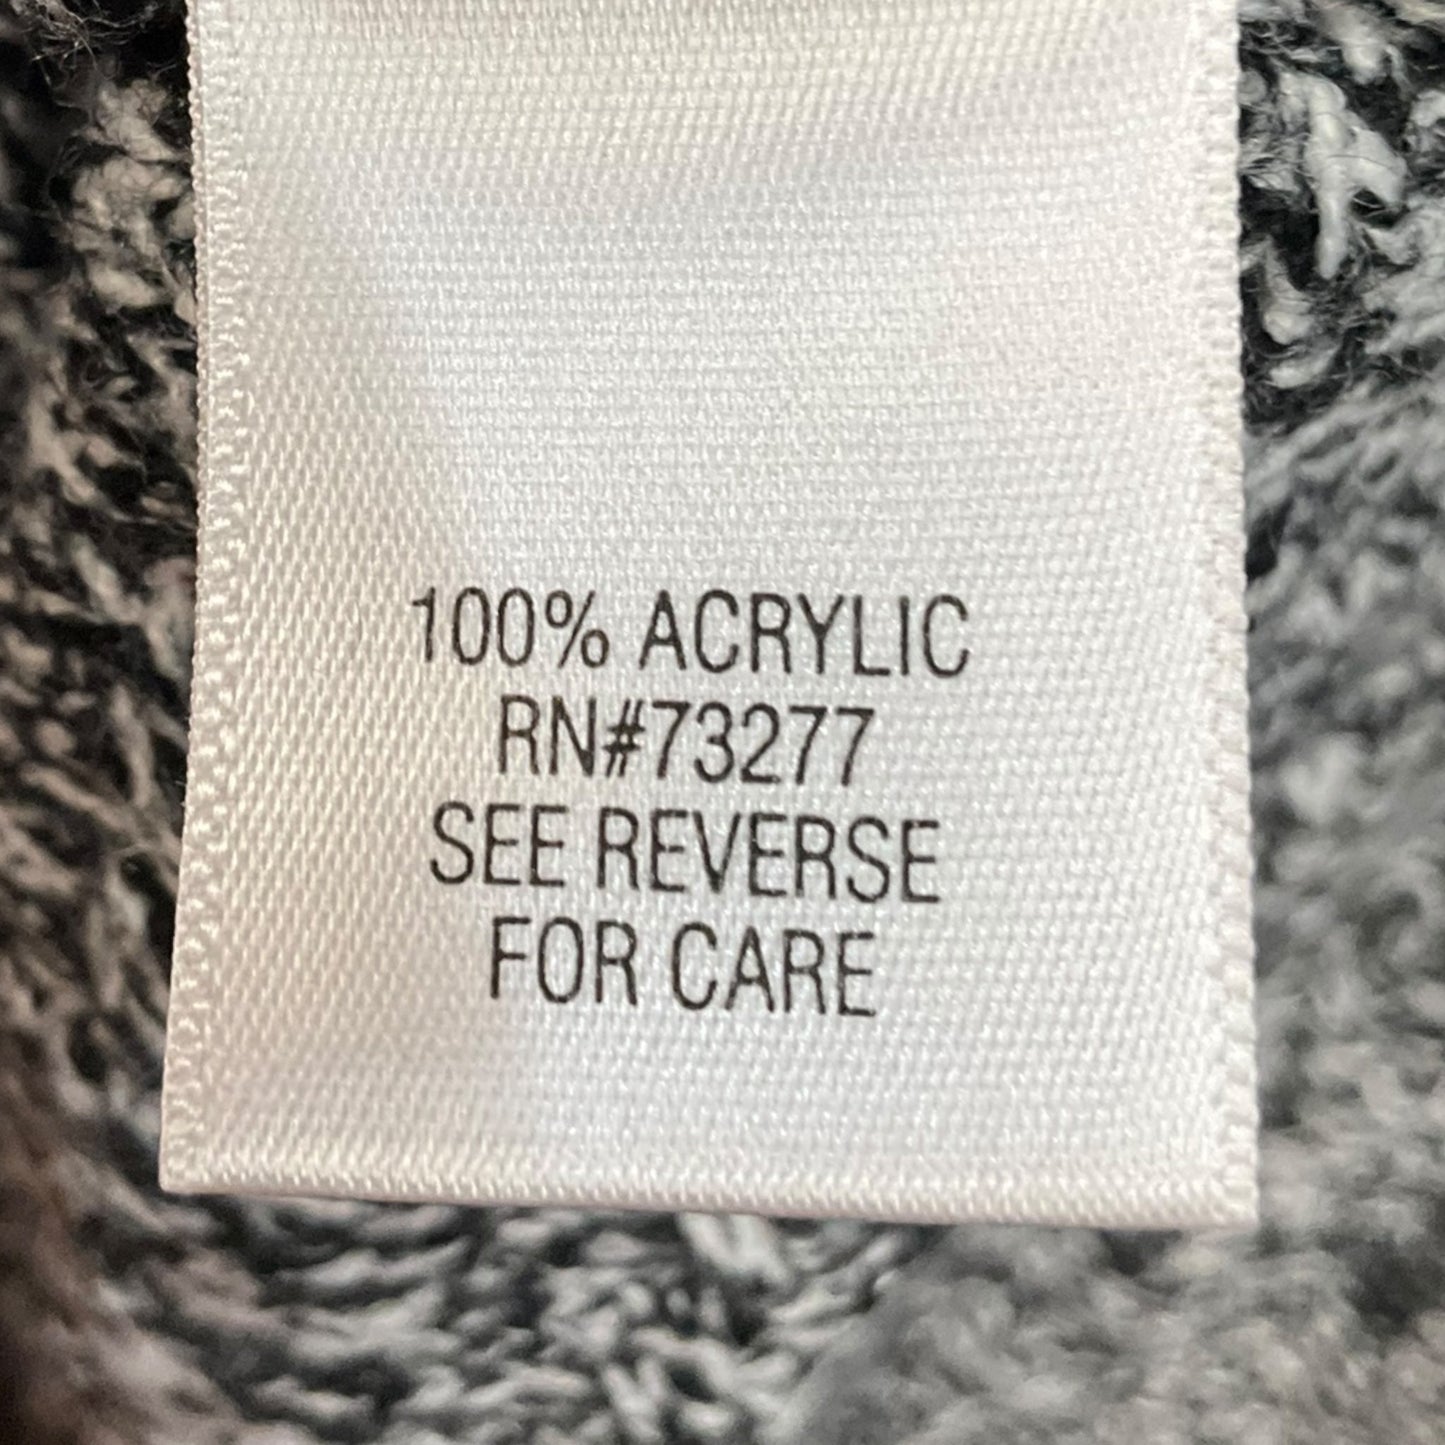 100% ACRYLIC
RN#73277
SEE REVERSE
FOR CARE